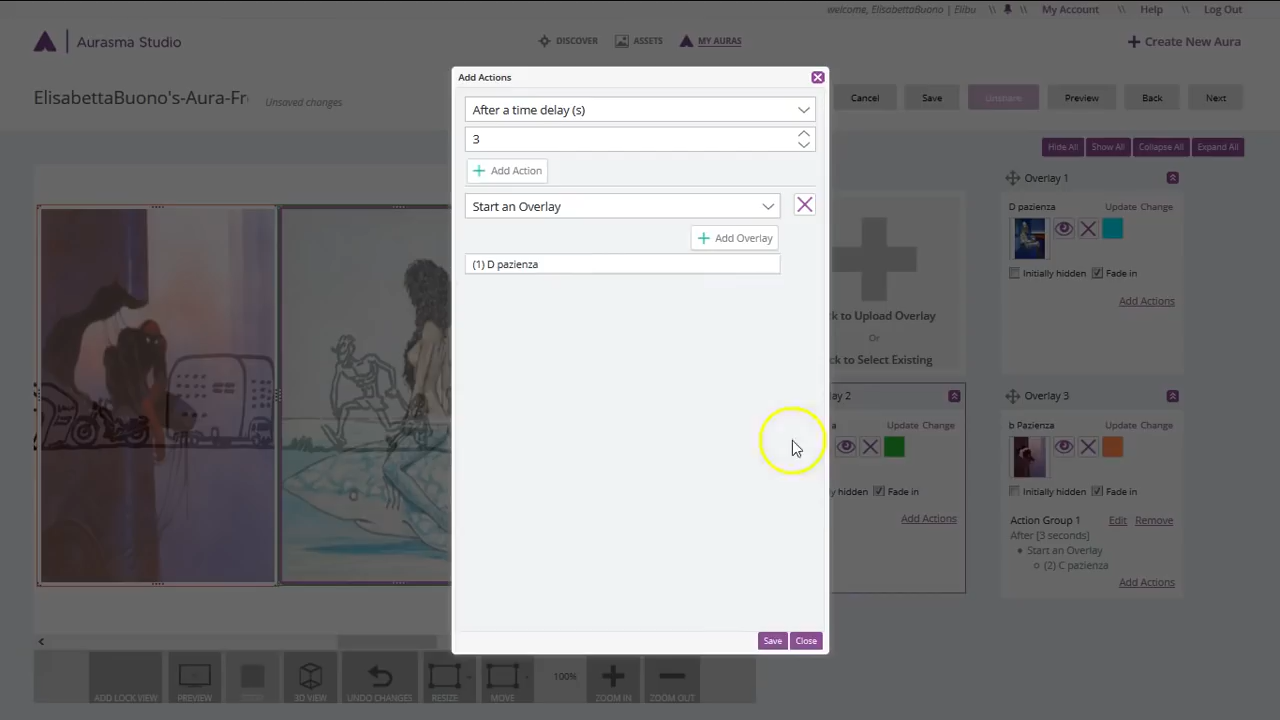 welcome, ElisabettaBuono | Elibu \\ \\ My Account \\ Help \\ Log Out
Aurasma Studio
DISCOVER ASSETS MY AURAS
Create New Aura
ElisabettaBuono's-Aura-Fr
Unsaved changes
Cancel Save Unshare Preview Back Next
Hide All Show All Collapse All Expand All
Add Actions
After a time delay (s)
3
Add Action
Start an Overlay
Add Overlay
(1) D pazienza
Save Close
k to Upload Overlay
Or
k to Select Existing
Overlay 1
D pazienza Update Change
Initially hidden Fade in
Add Actions
lay 2
a Update Change
ly hidden Fade in
Add Actions
Overlay 3
b Pazienza Update Change
Initially hidden Fade in
Action Group 1 Edit Remove
After [3 seconds]
Start an Overlay
(2) C pazienza
Add Actions
ADD LOCK VIEW PREVIEW 3D VIEW UNDO CHANGES RESIZE MOVE 100% ZOOM IN ZOOM OUT